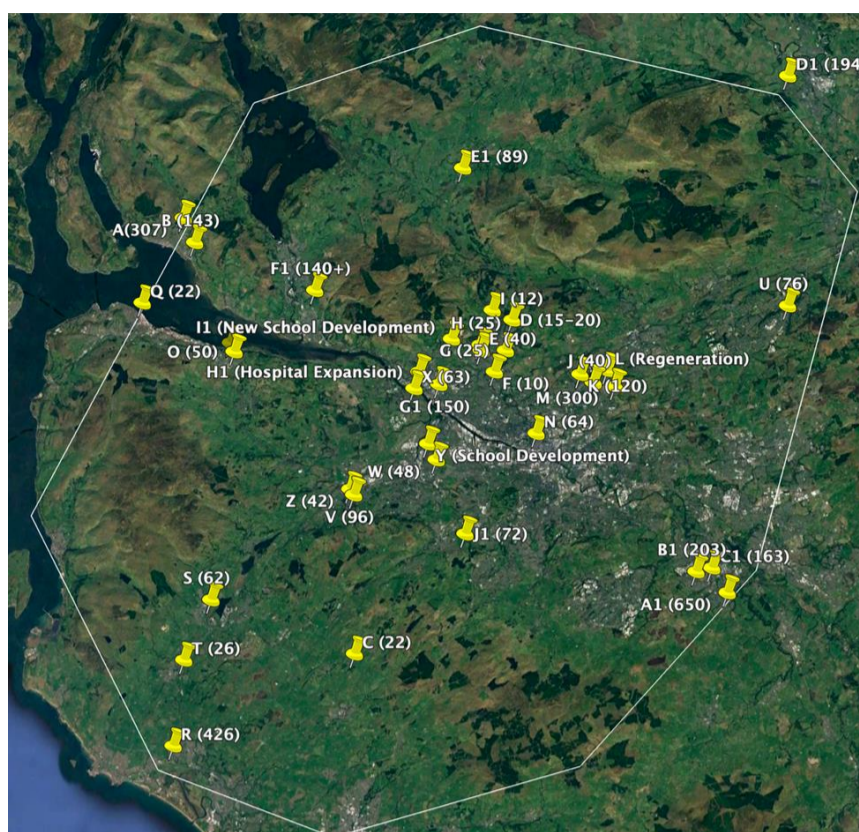 D1 (194
E1 (89)
B (143)
A(307)
F1 (140+)
U (76)
Q (22)
I (12)
I1 (New School Development)
H (25)
D (15-20)
E (40)
O (50)
G (25)
J (40)
L (Regeneration)
H1 (Hospital Expansion)
X (63)
F (10)
K (120)
M (300)
G1 (150)
N (64)
Y (School Development)
W (48)
Z (42)
V (96)
J1 (72)
B1 (203)
C1 (163)
S (62)
A1 (650)
T (26)
C (22)
R (426)